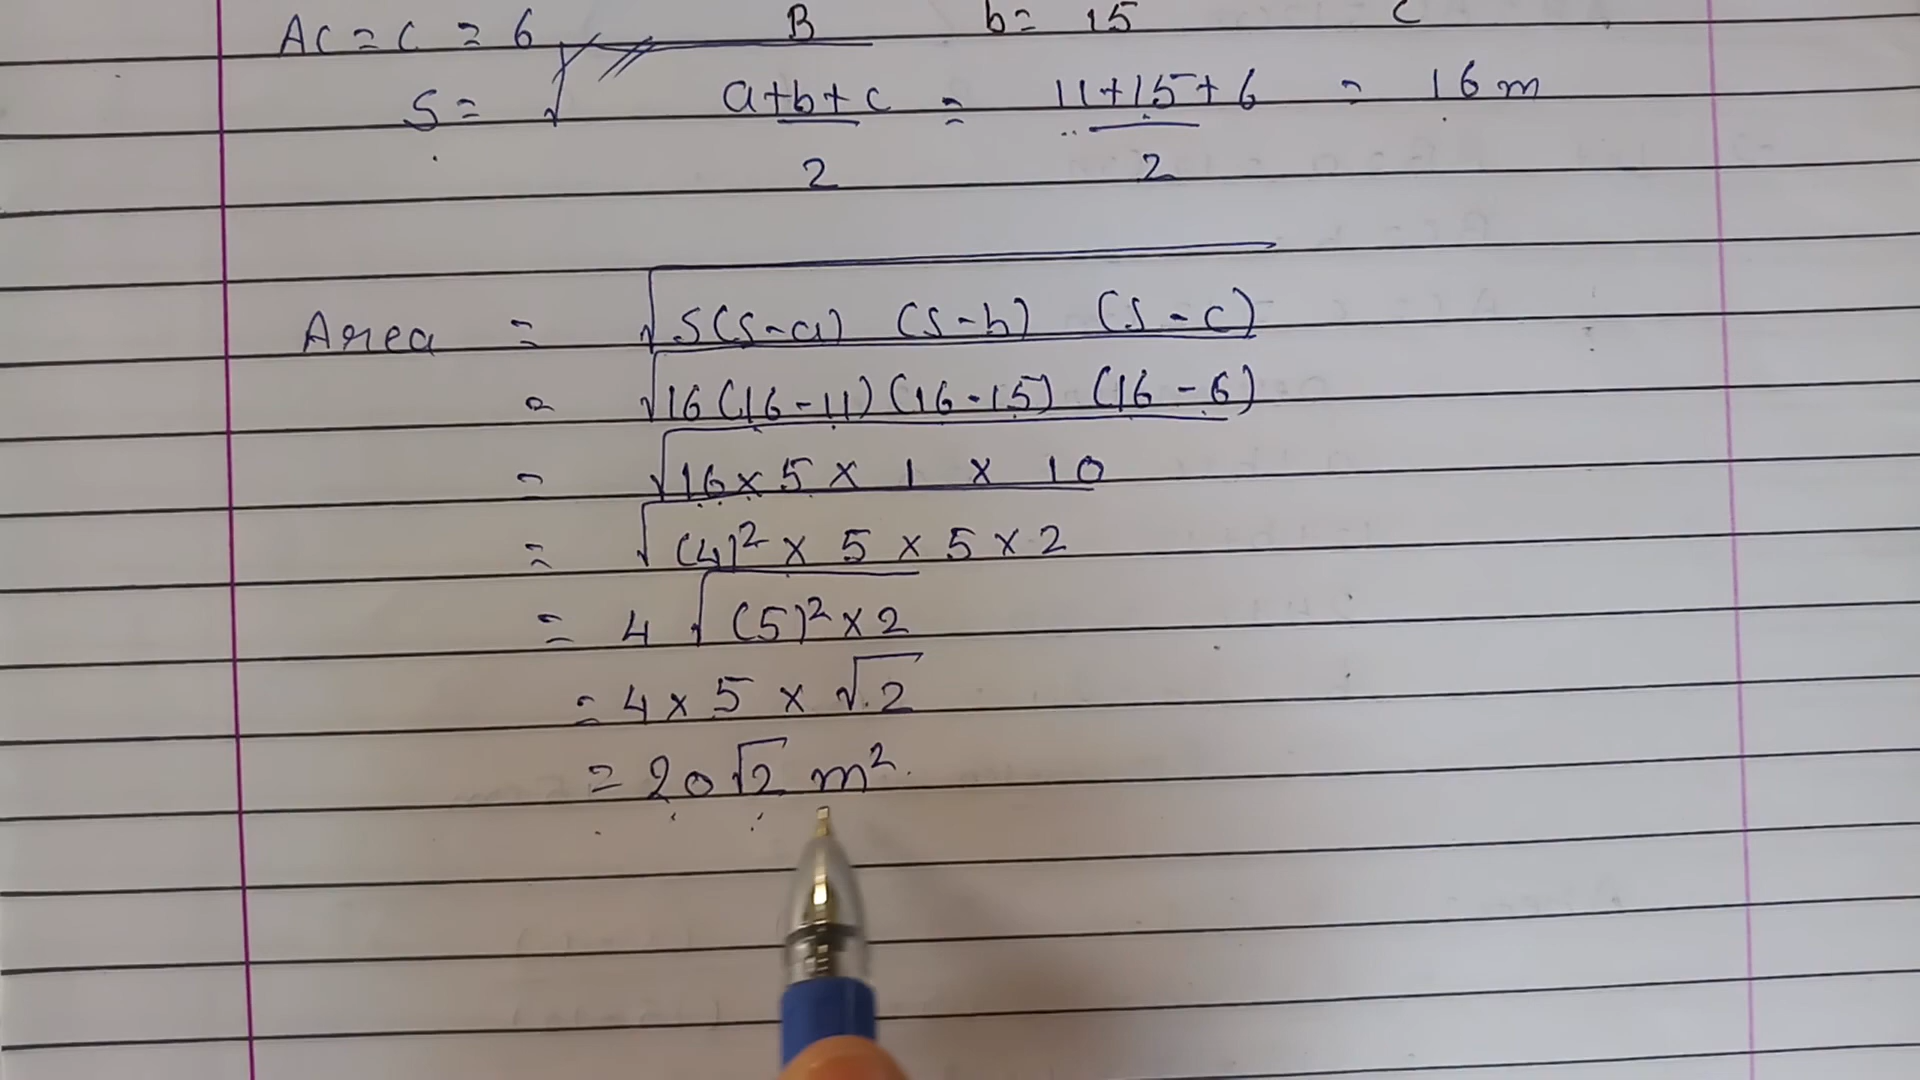 AC = c = 6 B b = 15 C
S = √ a+b+c / 2 = 11+15+6 / 2 = 16 m
Area = √S(S-a) (S-b) (S-c)
= √16(16-11)(16-15) (16-6)
= √16 × 5 × 1 × 10
= √(4)² × 5 × 5 × 2
= 4 √(5)² × 2
= 4 × 5 × √2
= 20√2 m²